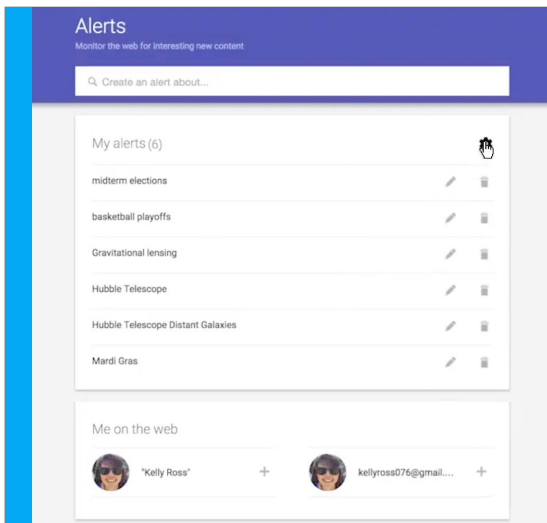 Alerts
Monitor the web for interesting new content
Create an alert about...
My alerts (6)
midterm elections
basketball playoffs
Gravitational lensing
Hubble Telescope
Hubble Telescope Distant Galaxies
Mardi Gras
Me on the web
"Kelly Ross"
kellyross076@gmail....